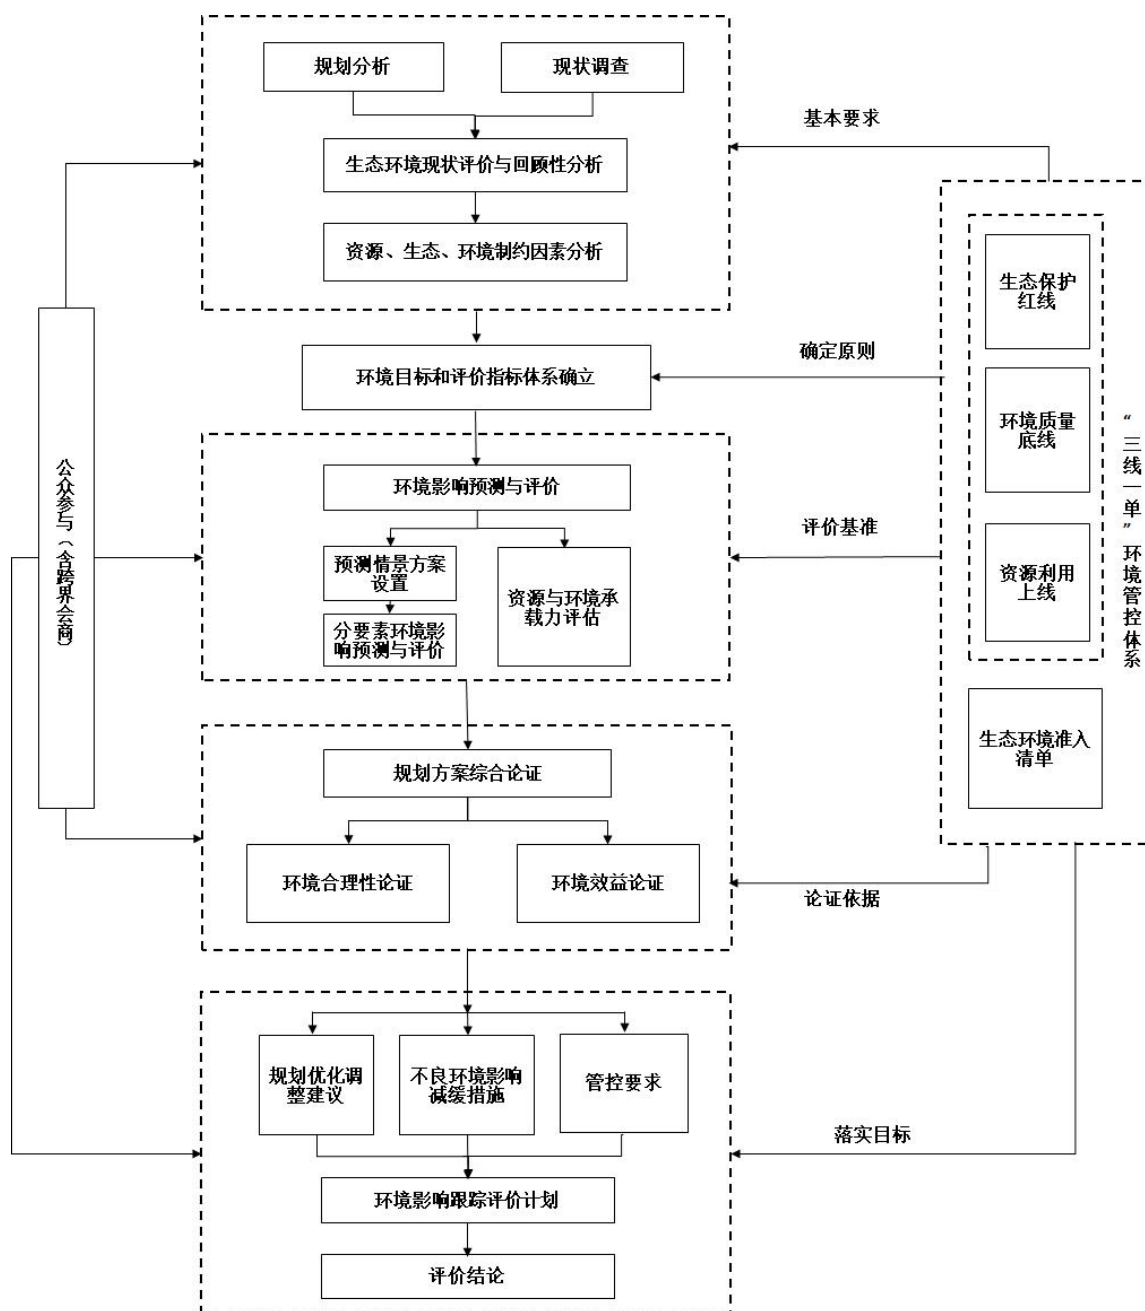 规划分析
现状调查
基本要求
生态环境现状评价与回顾性分析
资源、生态、环境制约因素分析
生态保护
红线
确定原则
环境目标和评价指标体系确立
环境质量
底线
“三线一单”环境管控体系
公众参与（含跨界会商）
环境影响预测与评价
评价基准
预测情景方案
设置
资源与环境承
载力评估
分要素环境影
响预测与评价
资源利用
上线
生态环境准入
清单
规划方案综合论证
环境合理性论证
环境效益论证
论证依据
规划优化调
整建议
不良环境影响
减缓措施
管控要求
落实目标
环境影响跟踪评价计划
评价结论